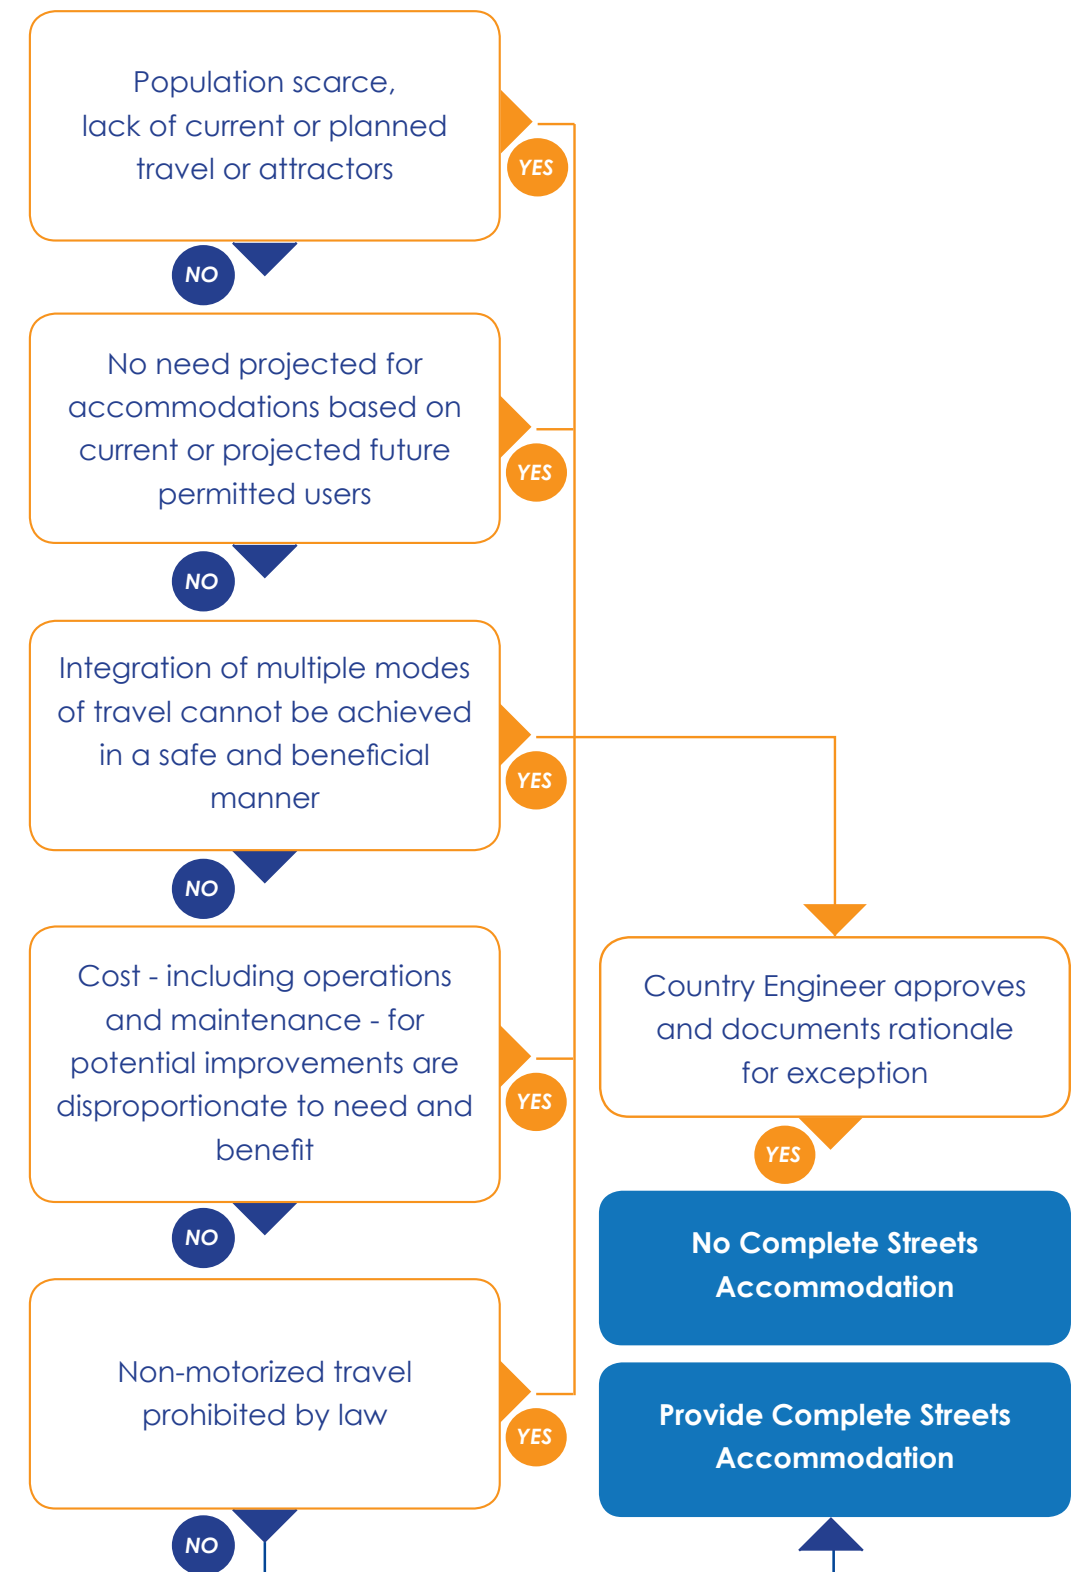 Population scarce,
lack of current or planned
travel or attractors
YES
NO
No need projected for
accommodations based on
current or projected future
permitted users
YES
NO
Integration of multiple modes
of travel cannot be achieved
in a safe and beneficial
manner
YES
NO
Cost - including operations
and maintenance - for
potential improvements are
disproportionate to need and
benefit
YES
NO
Non-motorized travel
prohibited by law
YES
NO
Country Engineer approves
and documents rationale
for exception
YES
No Complete Streets
Accommodation
Provide Complete Streets
Accommodation